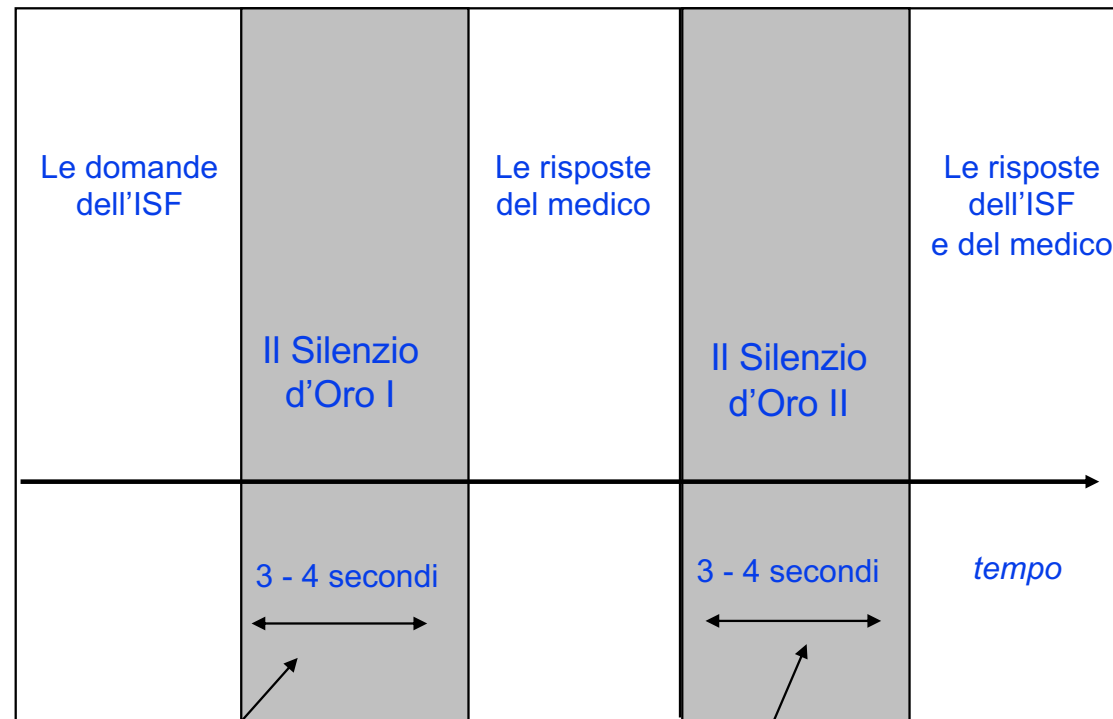 Le domande
dell’ISF
Il Silenzio
d’Oro I
Le risposte
del medico
Il Silenzio
d’Oro II
Le risposte
dell’ISF
e del medico
3 - 4 secondi
3 - 4 secondi
tempo